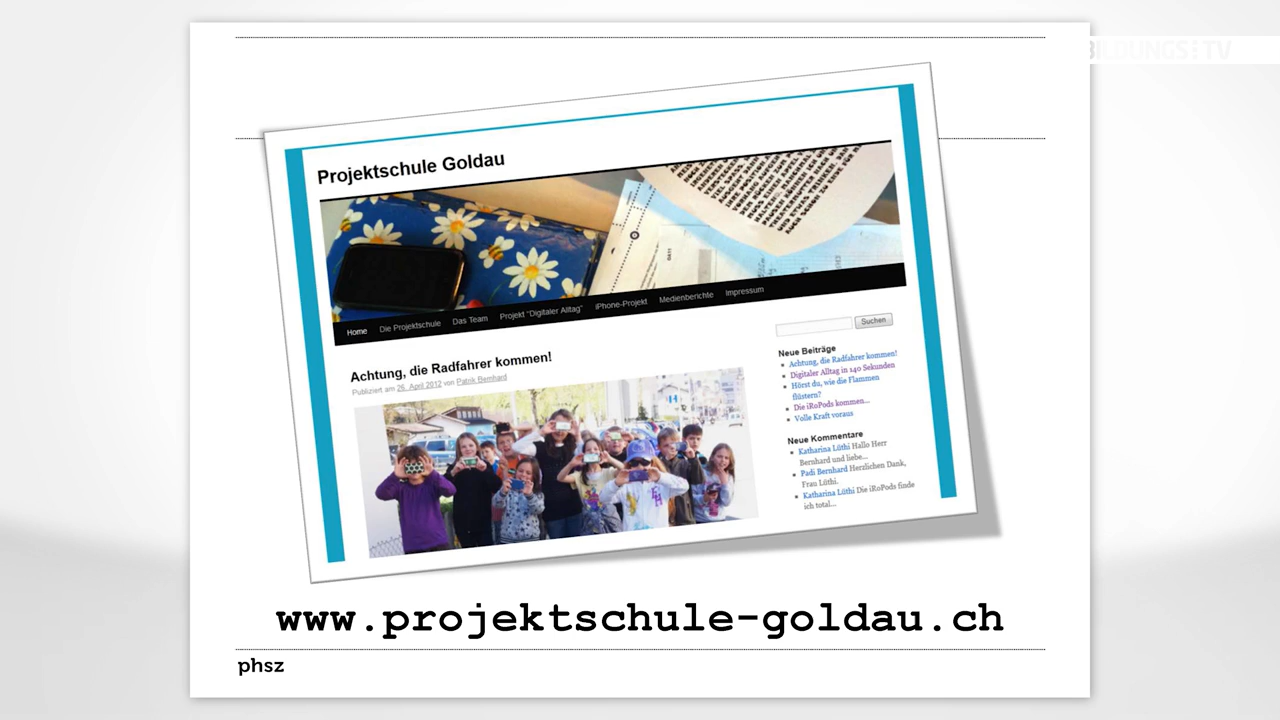 BILDUNGS TV
Projektschule Goldau
Home Die Projektschule Das Team Projekt "Digitaler Alltag" iPhone-Projekt Medienberichte Impressum
Achtung, die Radfahrer kommen!
Publiziert am 26. April 2012 von Patrik Bernhard
Suchen
Neue Beiträge
Achtung, die Radfahrer kommen!
Digitaler Alltag in 140 Sekunden
Hörst du, wie die Flammen
flüstern?
Die iRoPods kommen...
Volle Kraft voraus
Neue Kommentare
Katharina Lüthi Hallo Herr
Bernhard und liebe...
Padi Bernhard Herzlichen Dank,
Frau Lüthi.
Katharina Lüthi Die iRoPods finde
ich total...
www.projektschule-goldau.ch
phsz